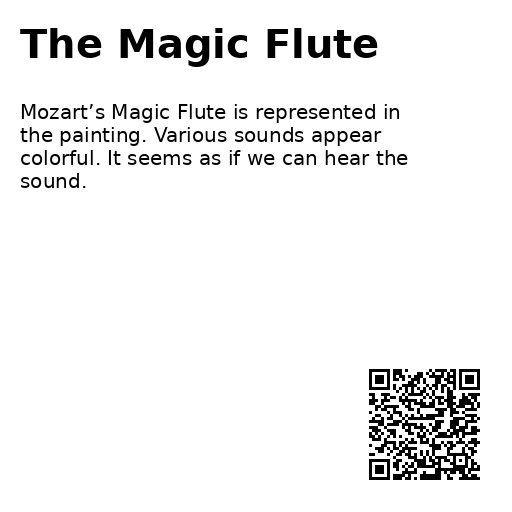 The Magic Flute
Mozart’s Magic Flute is represented in
the painting. Various sounds appear
colorful. It seems as if we can hear the
sound.